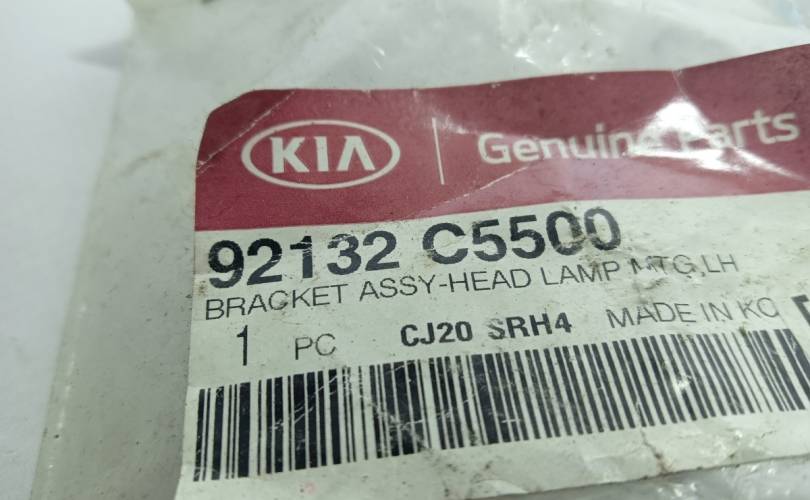 KIA Genuine Parts
92132 C5500
BRACKET ASSY-HEAD LAMP MTG,LH
1 PC CJ20 SRH4 MADE IN KO